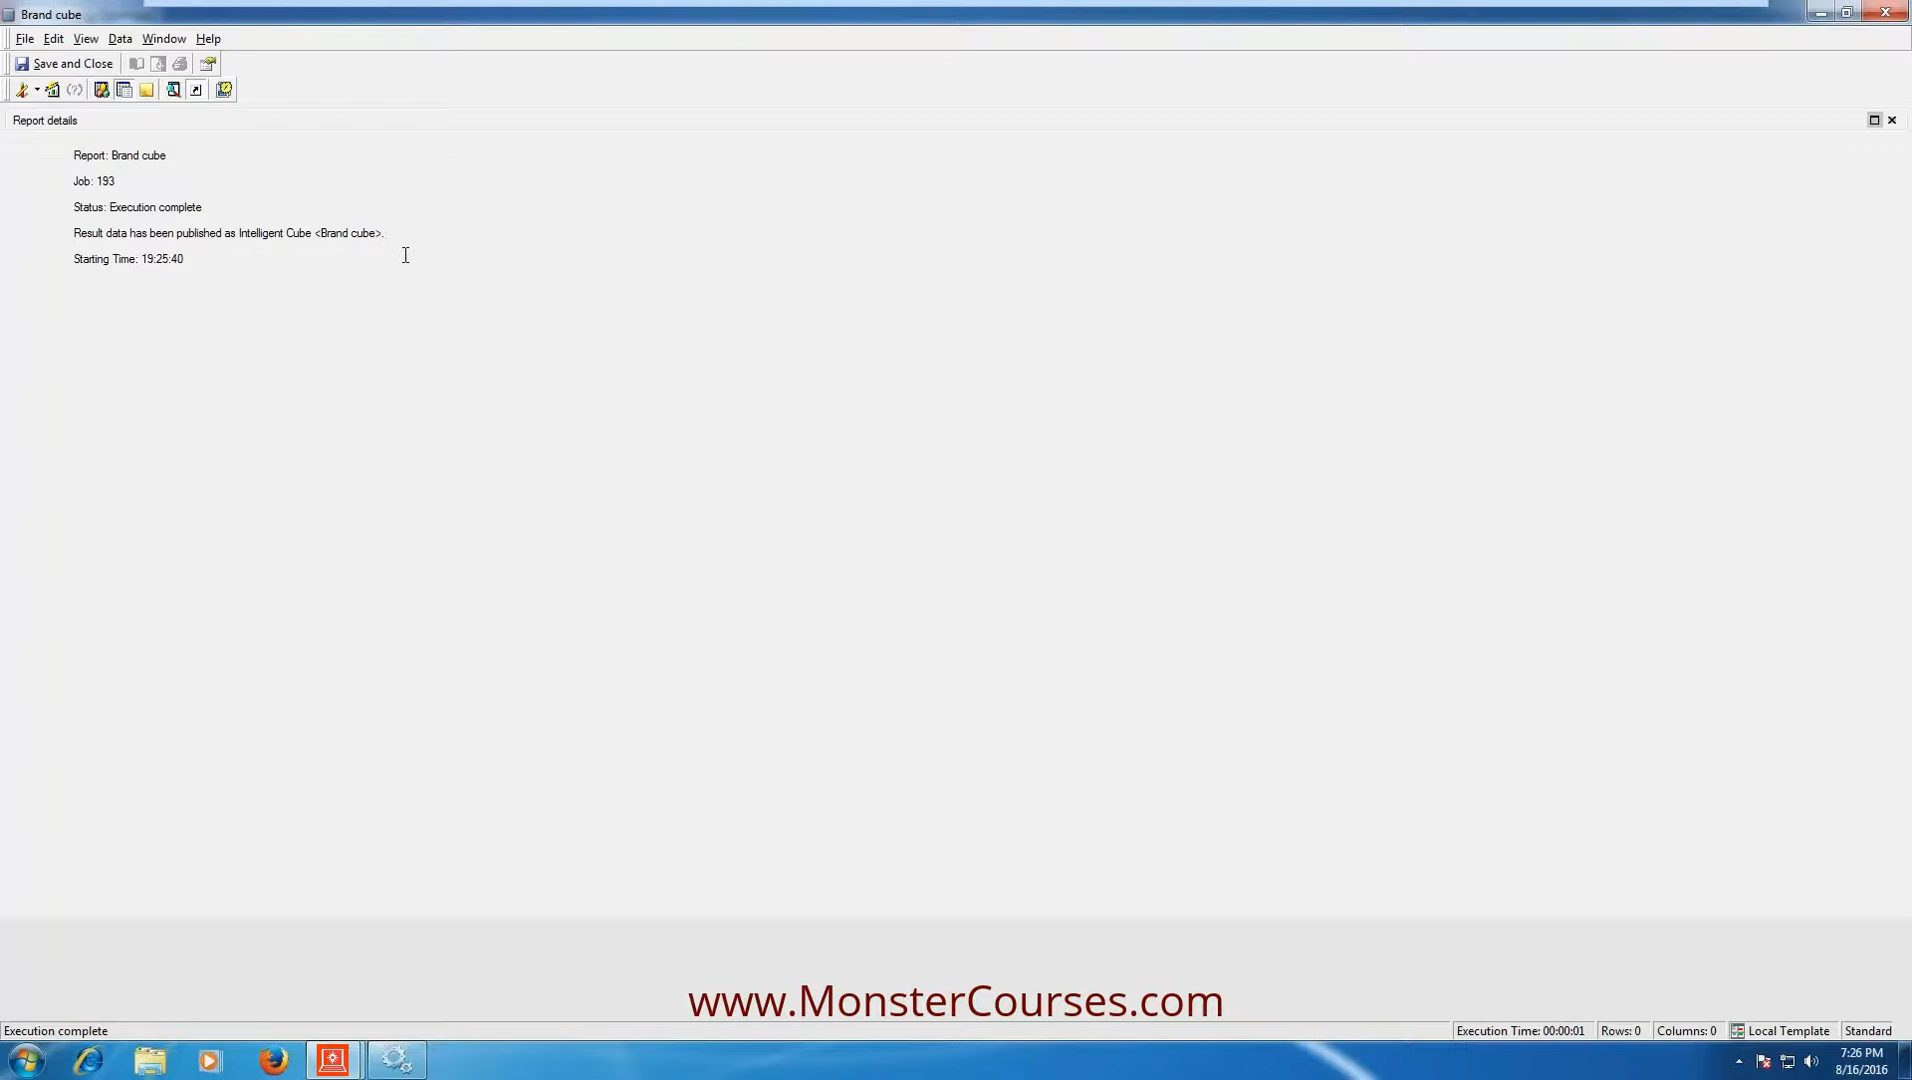 Brand cube
File Edit View Data Window Help
Save and Close
Report details
Report: Brand cube
Job: 193
Status: Execution complete
Result data has been published as Intelligent Cube <Brand cube>.
Starting Time: 19:25:40
www.MonsterCourses.com
Execution complete Execution Time: 00:00:01 Rows: 0 Columns: 0 Local Template Standard
7:26 PM
8/16/2016